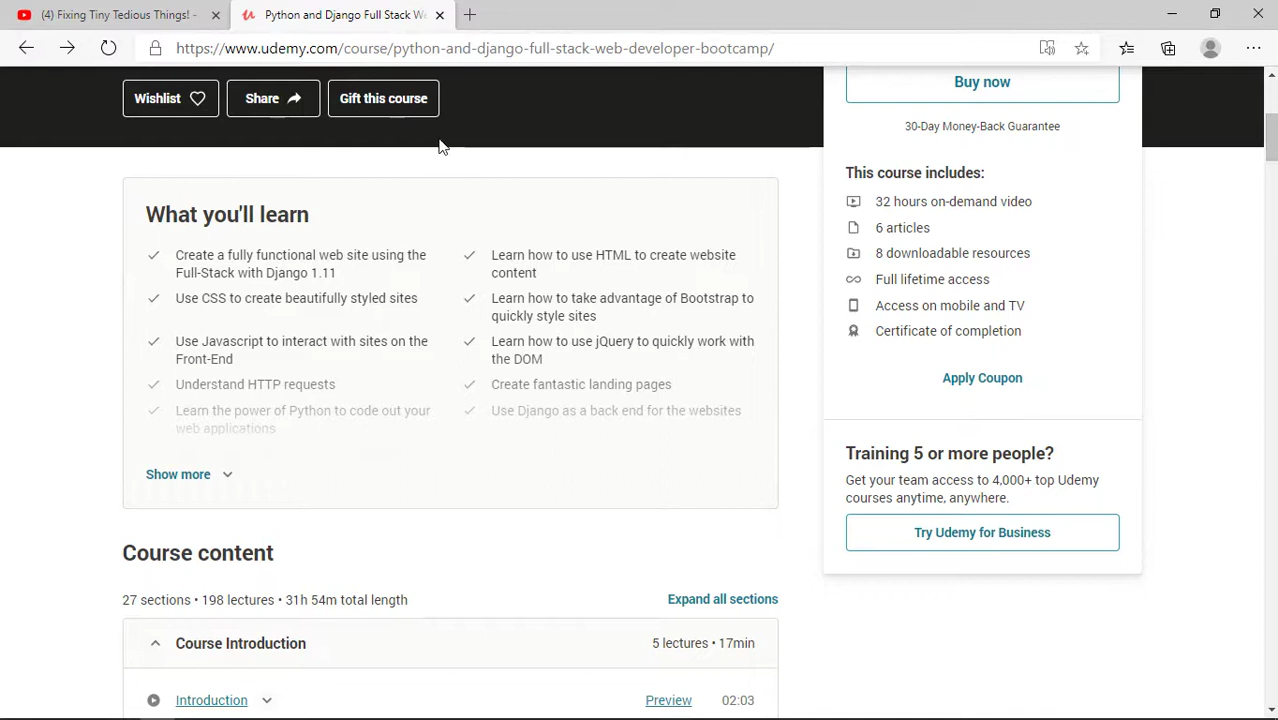 (4) Fixing Tiny Tedious Things! -
Python and Django Full Stack We
https://www.udemy.com/course/python-and-django-full-stack-web-developer-bootcamp/
Wishlist
Share
Gift this course
Buy now
30-Day Money-Back Guarantee
This course includes:
32 hours on-demand video
6 articles
8 downloadable resources
Full lifetime access
Access on mobile and TV
Certificate of completion
Apply Coupon
Training 5 or more people?
Get your team access to 4,000+ top Udemy
courses anytime, anywhere.
Try Udemy for Business
What you'll learn
Create a fully functional web site using the
Full-Stack with Django 1.11
Learn how to use HTML to create website
content
Use CSS to create beautifully styled sites
Learn how to take advantage of Bootstrap to
quickly style sites
Use Javascript to interact with sites on the
Front-End
Learn how to use jQuery to quickly work with
the DOM
Understand HTTP requests
Create fantastic landing pages
Learn the power of Python to code out your
web applications
Use Django as a back end for the websites
Show more
Course content
27 sections • 198 lectures • 31h 54m total length
Expand all sections
Course Introduction
5 lectures • 17min
Introduction
Preview
02:03